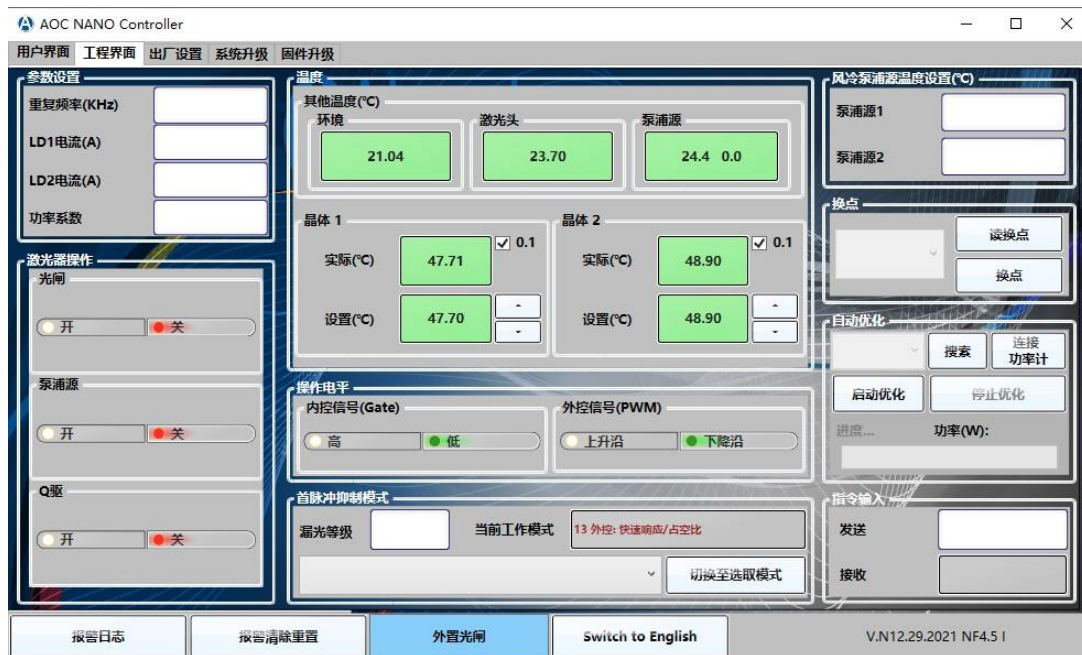 AOC NANO Controller
用户界面 工程界面 出厂设置 系统升级 固件升级
参数设置
重复频率(KHz)
LD1电流(A)
LD2电流(A)
功率系数
激光器操作
光闸
开 关
泵浦源
开 关
Q驱
开 关
温度
其他温度(℃)
环境 激光头 泵浦源
21.04 23.70 24.4 0.0
晶体 1
实际(℃) 47.71 0.1
设置(℃) 47.70
晶体 2
实际(℃) 48.90 0.1
设置(℃) 48.90
操作电平
内控信号(Gate)
高 低
外控信号(PWM)
上升沿 下降沿
首脉冲抑制模式
漏光等级 当前工作模式 13 外控: 快速响应/占空比
切换至选取模式
风冷泵浦源温度设置(℃)
泵浦源1
泵浦源2
换点
读换点
换点
自动优化
搜索 连接
功率计
启动优化 停止优化
进度... 功率(W):
指令输入
发送
接收
报警日志 报警清除重置 外置光闸 Switch to English V.N12.29.2021 NF4.5 I